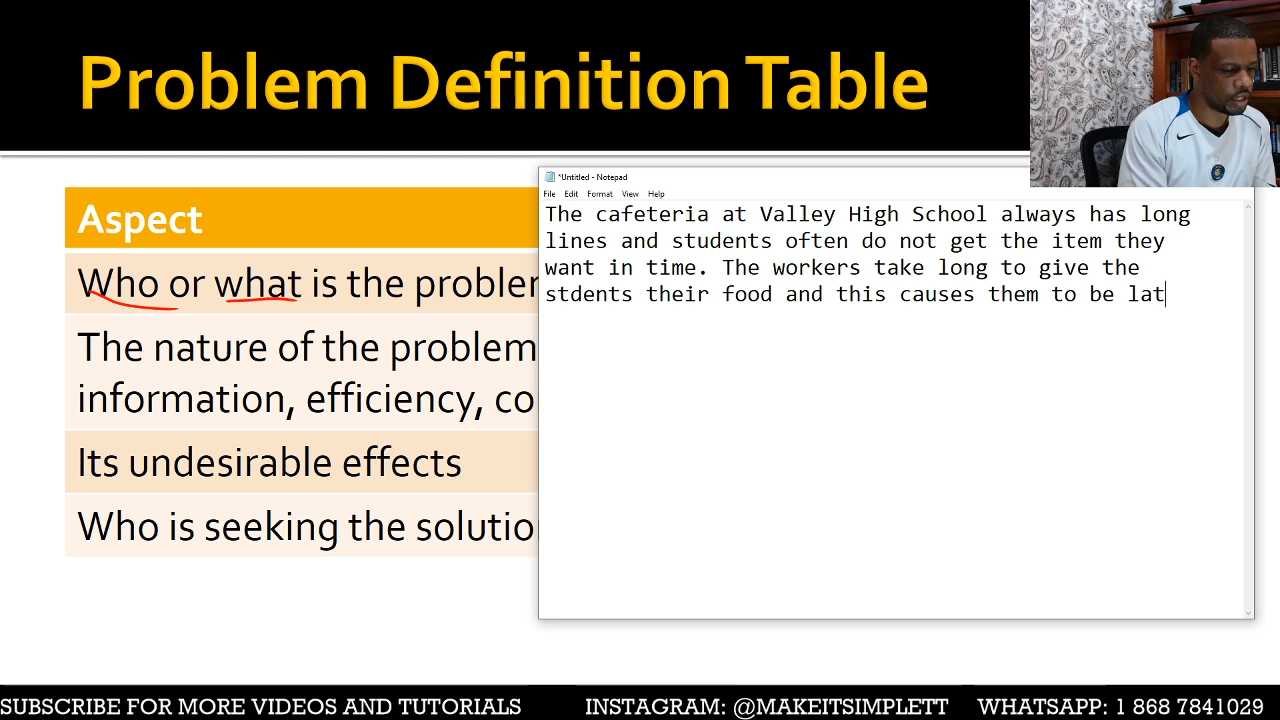 Problem Definition Table
Aspect
Who or what is the problem
The nature of the problem
information, efficiency, co
Its undesirable effects
Who is seeking the solutio
*Untitled - Notepad
File Edit Format View Help
The cafeteria at Valley High School always has long
lines and students often do not get the item they
want in time. The workers take long to give the
stdents their food and this causes them to be lat
SUBSCRIBE FOR MORE VIDEOS AND TUTORIALS INSTAGRAM: @MAKEITSIMPLETT WHATSAPP: 1 868 7841029